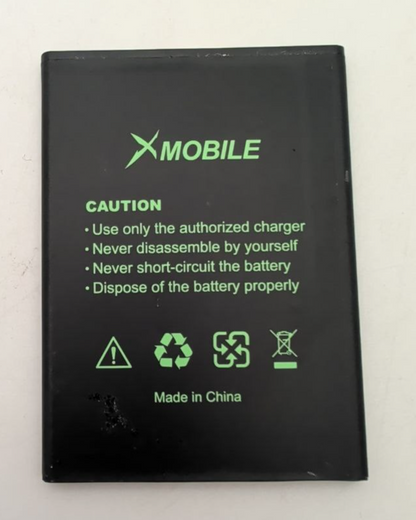 XMOBILE
CAUTION
• Use only the authorized charger
• Never disassemble by yourself
• Never short-circuit the battery
• Dispose of the battery properly
Made in China